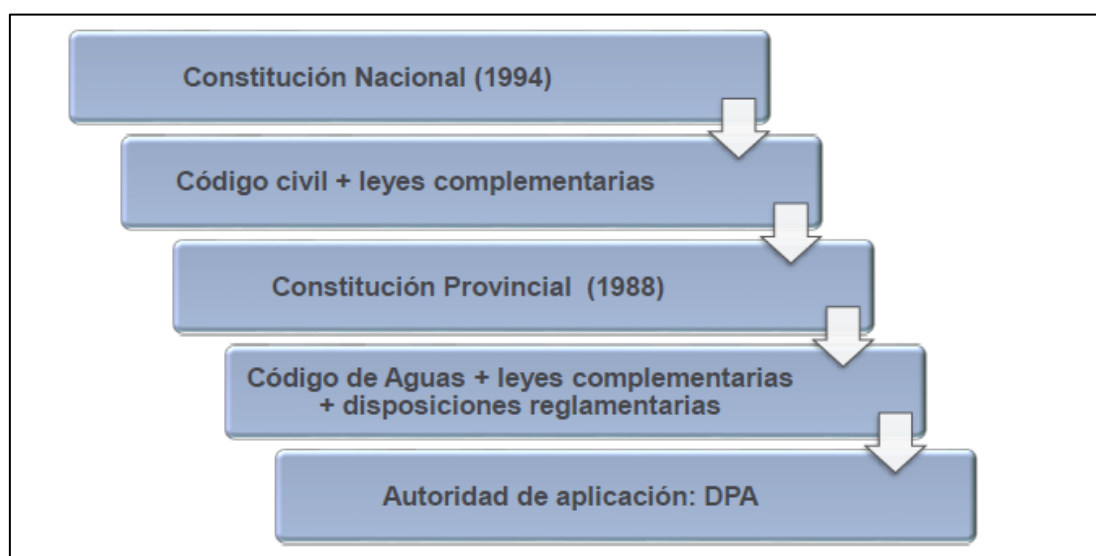 Constitución Nacional (1994)
Código civil + leyes complementarias
Constitución Provincial (1988)
Código de Aguas + leyes complementarias
+ disposiciones reglamentarias
Autoridad de aplicación: DPA